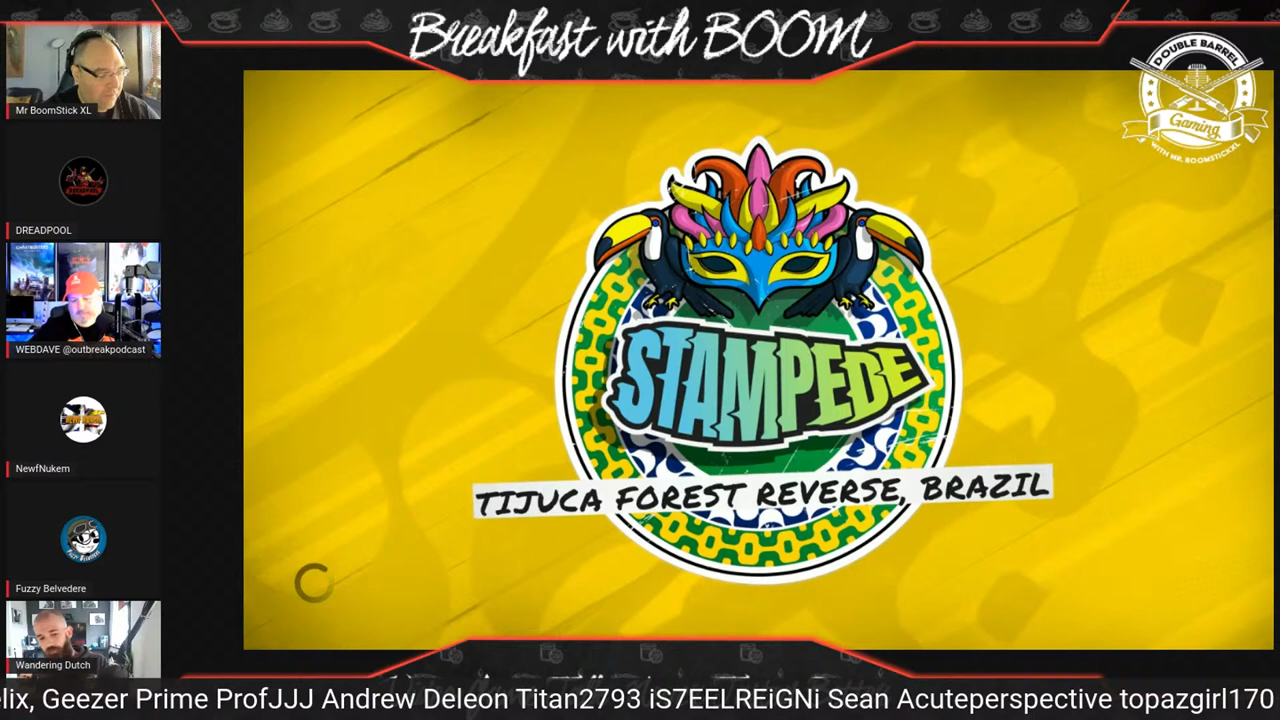 Breakfast with BOOM
DOUBLE BARREL
Gaming
WITH MR. BOOMSTICKXL
Mr BoomStick XL
DREADPOOL
WEBDAVE @outbreakpodcast
NewfNukem
Fuzzy Belvedere
Wandering Dutch
STAMPEDE
TIJUCA FOREST REVERSE, BRAZIL
elix, Geezer Prime ProfJJJ Andrew Deleon Titan2793 iS7EELREiGNi Sean Acuteperspective topazgirl170